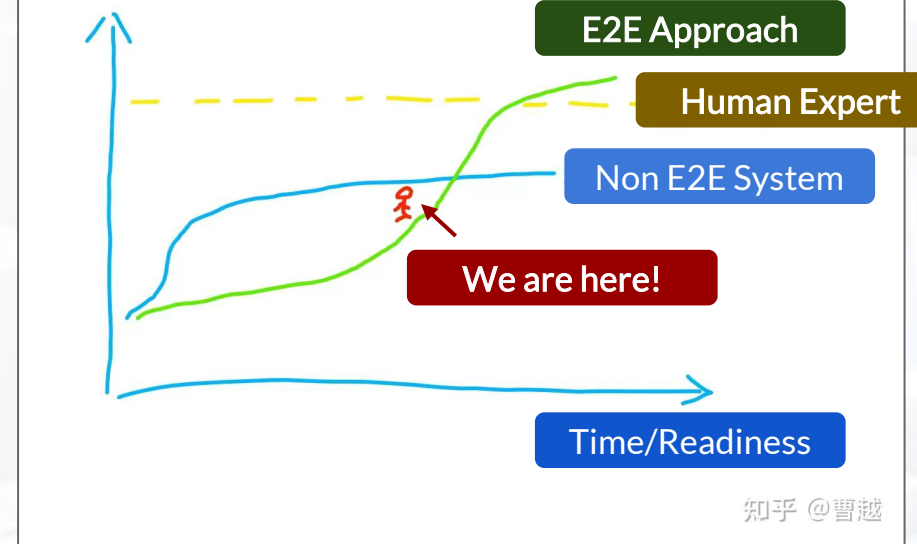 E2E Approach
Human Expert
Non E2E System
We are here!
Time/Readiness
知乎 @曹越